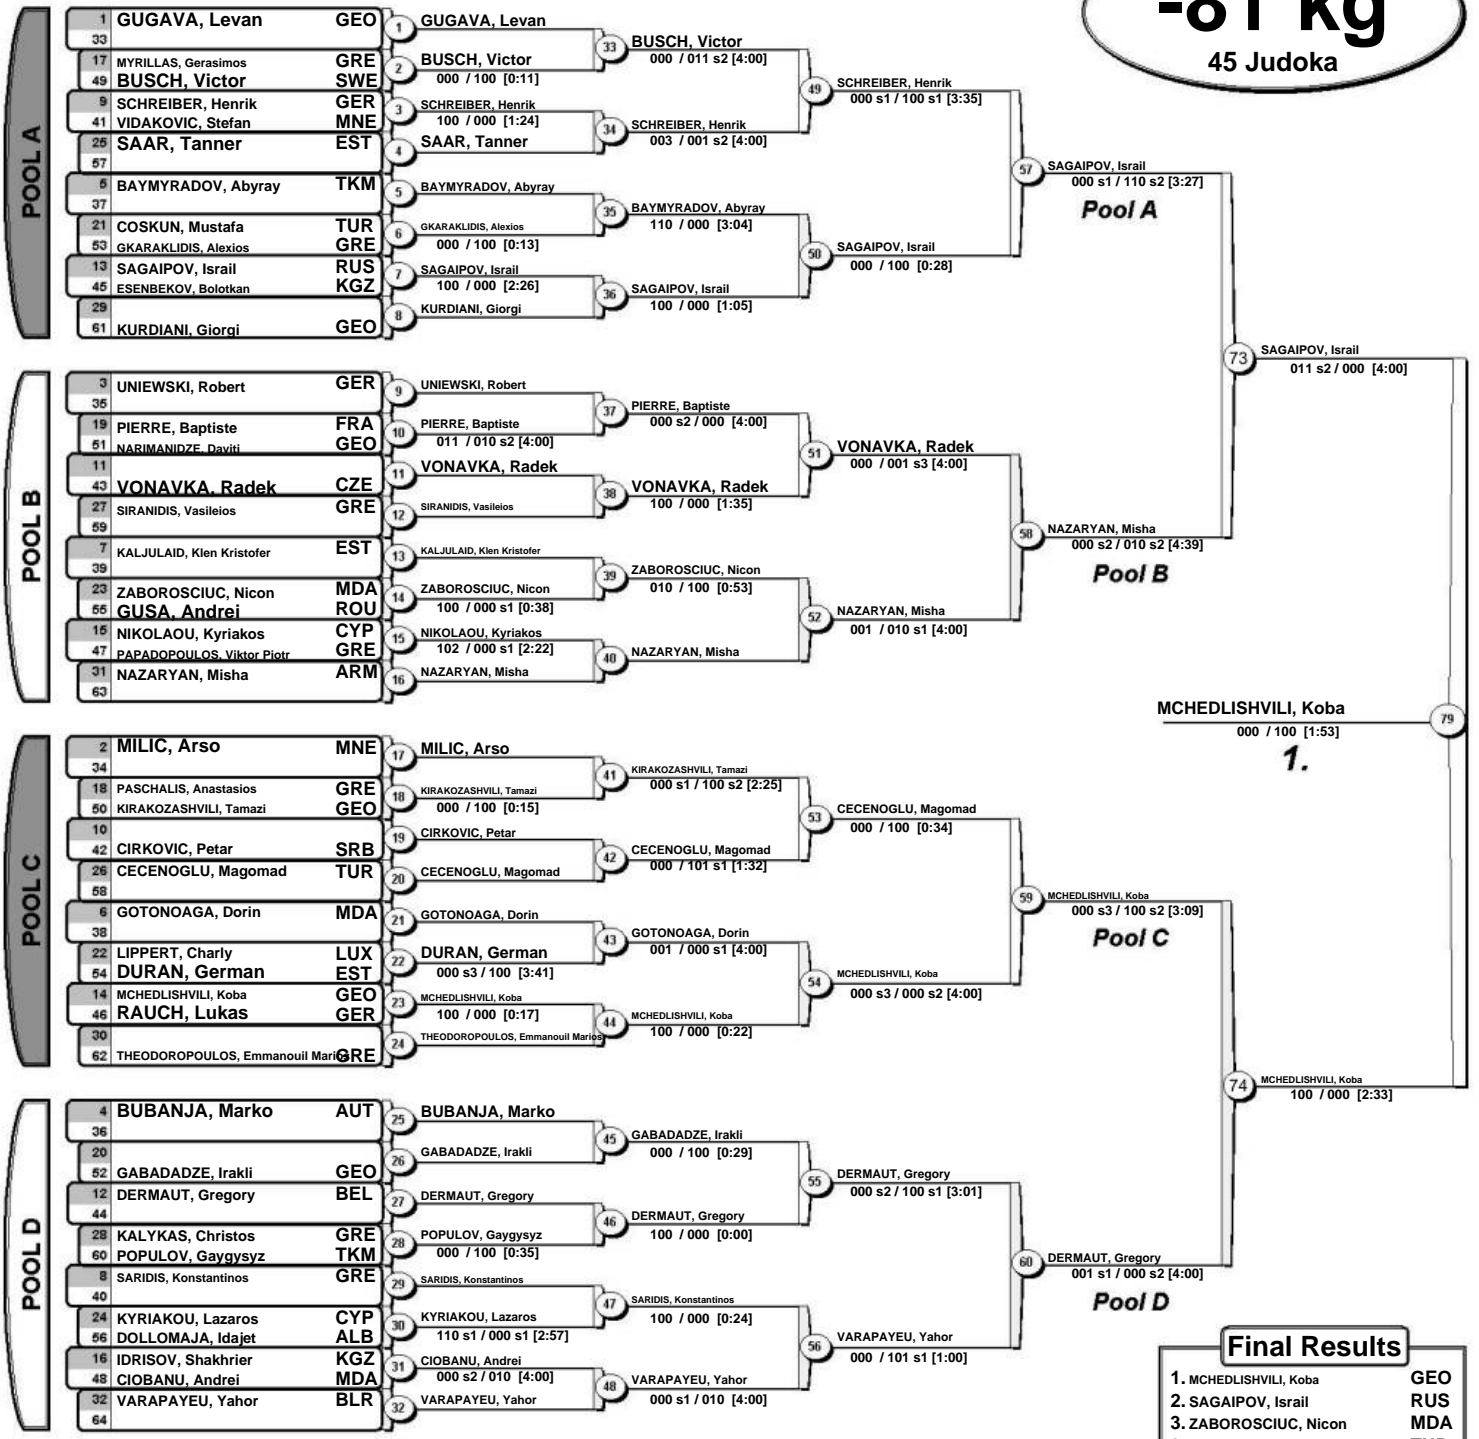 -81 kg
45 Judoka
POOL A
1 GUGAVA, Levan GEO
33
17 MYRILLAS, Gerasimos GRE
49 BUSCH, Victor SWE
9 SCHREIBER, Henrik GER
41 VIDAKOVIC, Stefan MNE
25 SAAR, Tanner EST
57
5 BAYMYRADOV, Abyray TKM
37
21 COSKUN, Mustafa TUR
53 GKARAKLIDIS, Alexios GRE
13 SAGAIPOV, Israil RUS
45 ESENBEKOV, Bolotkan KGZ
29
61 KURDIANI, Giorgi GEO
1 GUGAVA, Levan
2 BUSCH, Victor
000 / 100 [0:11]
3 SCHREIBER, Henrik
100 / 000 [1:24]
4 SAAR, Tanner
5 BAYMYRADOV, Abyray
6 GKARAKLIDIS, Alexios
000 / 100 [0:13]
7 SAGAIPOV, Israil
100 / 000 [2:26]
8 KURDIANI, Giorgi
33 BUSCH, Victor
000 / 011 s2 [4:00]
34 SCHREIBER, Henrik
003 / 001 s2 [4:00]
35 BAYMYRADOV, Abyray
110 / 000 [3:04]
36 SAGAIPOV, Israil
100 / 000 [1:05]
49 SCHREIBER, Henrik
000 s1 / 100 s1 [3:35]
50 SAGAIPOV, Israil
000 / 100 [0:28]
57 SAGAIPOV, Israil
000 s1 / 110 s2 [3:27]
Pool A
POOL B
3 UNIEWSKI, Robert GER
35
19 PIERRE, Baptiste FRA
51 NARIMANIDZE, Daviti GEO
11
43 VONAVKA, Radek CZE
27 SIRANIDIS, Vasileios GRE
59
7 KALJULAID, Klen Kristofer EST
39
23 ZABOROSCIUC, Nicon MDA
55 GUSA, Andrei ROU
15 NIKOLAOU, Kyriakos CYP
47 PAPADOPOULOS, Viktor Piotr GRE
31 NAZARYAN, Misha ARM
63
9 UNIEWSKI, Robert
10 PIERRE, Baptiste
011 / 010 s2 [4:00]
11 VONAVKA, Radek
12 SIRANIDIS, Vasileios
13 KALJULAID, Klen Kristofer
14 ZABOROSCIUC, Nicon
100 / 000 s1 [0:38]
15 NIKOLAOU, Kyriakos
102 / 000 s1 [2:22]
16 NAZARYAN, Misha
37 PIERRE, Baptiste
000 s2 / 000 [4:00]
38 VONAVKA, Radek
100 / 000 [1:35]
39 ZABOROSCIUC, Nicon
010 / 100 [0:53]
40 NAZARYAN, Misha
51 VONAVKA, Radek
000 / 001 s3 [4:00]
52 NAZARYAN, Misha
001 / 010 s1 [4:00]
58 NAZARYAN, Misha
000 s2 / 010 s2 [4:39]
Pool B
73 SAGAIPOV, Israil
011 s2 / 000 [4:00]
MCHEDLISHVILI, Koba 79
000 / 100 [1:53]
1.
POOL C
2 MILIC, Arso MNE
34
18 PASCHALIS, Anastasios GRE
50 KIRAKOZASHVILI, Tamazi GEO
10
42 CIRKOVIC, Petar SRB
26 CECENOGLU, Magomad TUR
58
6 GOTONOAGA, Dorin MDA
38
22 LIPPERT, Charly LUX
54 DURAN, German EST
14 MCHEDLISHVILI, Koba GEO
46 RAUCH, Lukas GER
30
62 THEODOROPOULOS, Emmanouil Marios GRE
17 MILIC, Arso
18 KIRAKOZASHVILI, Tamazi
000 / 100 [0:15]
19 CIRKOVIC, Petar
20 CECENOGLU, Magomad
21 GOTONOAGA, Dorin
22 DURAN, German
000 s3 / 100 [3:41]
23 MCHEDLISHVILI, Koba
100 / 000 [0:17]
24 THEODOROPOULOS, Emmanouil Marios
41 KIRAKOZASHVILI, Tamazi
000 s1 / 100 s2 [2:25]
42 CECENOGLU, Magomad
000 / 101 s1 [1:32]
43 GOTONOAGA, Dorin
001 / 000 s1 [4:00]
44 MCHEDLISHVILI, Koba
100 / 000 [0:22]
53 CECENOGLU, Magomad
000 / 100 [0:34]
54 MCHEDLISHVILI, Koba
000 s3 / 000 s2 [4:00]
59 MCHEDLISHVILI, Koba
000 s3 / 100 s2 [3:09]
Pool C
74 MCHEDLISHVILI, Koba
100 / 000 [2:33]
POOL D
4 BUBANJA, Marko AUT
36
20
52 GABADADZE, Irakli GEO
12 DERMAUT, Gregory BEL
44
28 KALYKAS, Christos GRE
60 POPULOV, Gaygysyz TKM
8 SARIDIS, Konstantinos GRE
40
24 KYRIAKOU, Lazaros CYP
56 DOLLOMAJA, Idajet ALB
16 IDRISOV, Shakhrier KGZ
48 CIOBANU, Andrei MDA
32 VARAPAYEU, Yahor BLR
64
25 BUBANJA, Marko
26 GABADADZE, Irakli
27 DERMAUT, Gregory
28 POPULOV, Gaygysyz
000 / 100 [0:35]
29 SARIDIS, Konstantinos
30 KYRIAKOU, Lazaros
110 s1 / 000 s1 [2:57]
31 CIOBANU, Andrei
000 s2 / 010 [4:00]
32 VARAPAYEU, Yahor
45 GABADADZE, Irakli
000 / 100 [0:29]
46 DERMAUT, Gregory
100 / 000 [0:00]
47 SARIDIS, Konstantinos
100 / 000 [0:24]
48 VARAPAYEU, Yahor
000 s1 / 010 [4:00]
55 DERMAUT, Gregory
000 s2 / 100 s1 [3:01]
56 VARAPAYEU, Yahor
000 / 101 s1 [1:00]
60 DERMAUT, Gregory
001 s1 / 000 s2 [4:00]
Pool D
Final Results
1. MCHEDLISHVILI, Koba GEO
2. SAGAIPOV, Israil RUS
3. ZABOROSCIUC, Nicon MDA